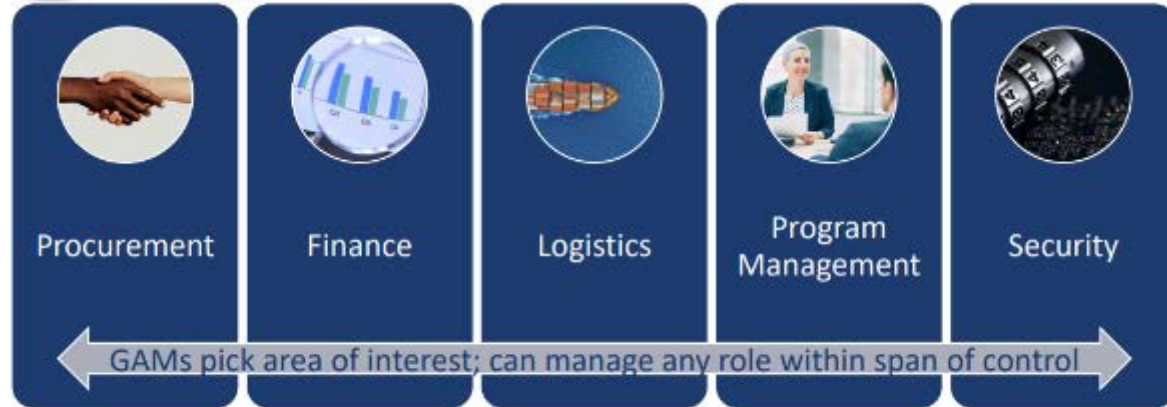 Procurement
Finance
Logistics
Program
Management
Security
GAMs pick area of interest; can manage any role within span of control